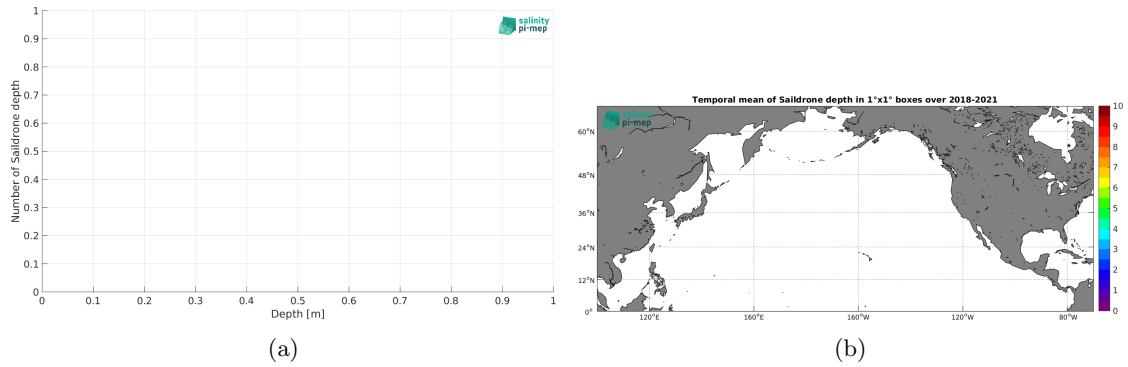 salinity
pi-mep
1
0.9
0.8
0.7
0.6
0.5
0.4
0.3
0.2
0.1
0
Number of Saildrone depth
0 0.1 0.2 0.3 0.4 0.5 0.6 0.7 0.8 0.9 1
Depth [m]
(a)
Temporal mean of Saildrone depth in 1°x1° boxes over 2018-2021
salinity
pi-mep
60°N
48°N
36°N
24°N
12°N
0°
120°E 160°E 160°W 120°W 80°W
10
9
8
7
6
5
4
3
2
1
0
(b)